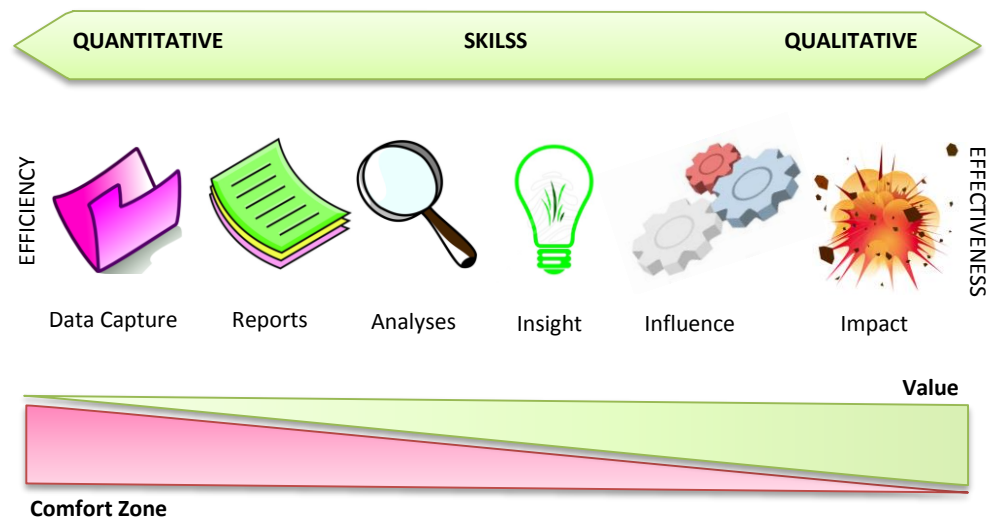 QUANTITATIVE SKILSS QUALITATIVE
EFFICIENCY
EFFECTIVENESS
Data Capture Reports Analyses Insight Influence Impact
Value
Comfort Zone